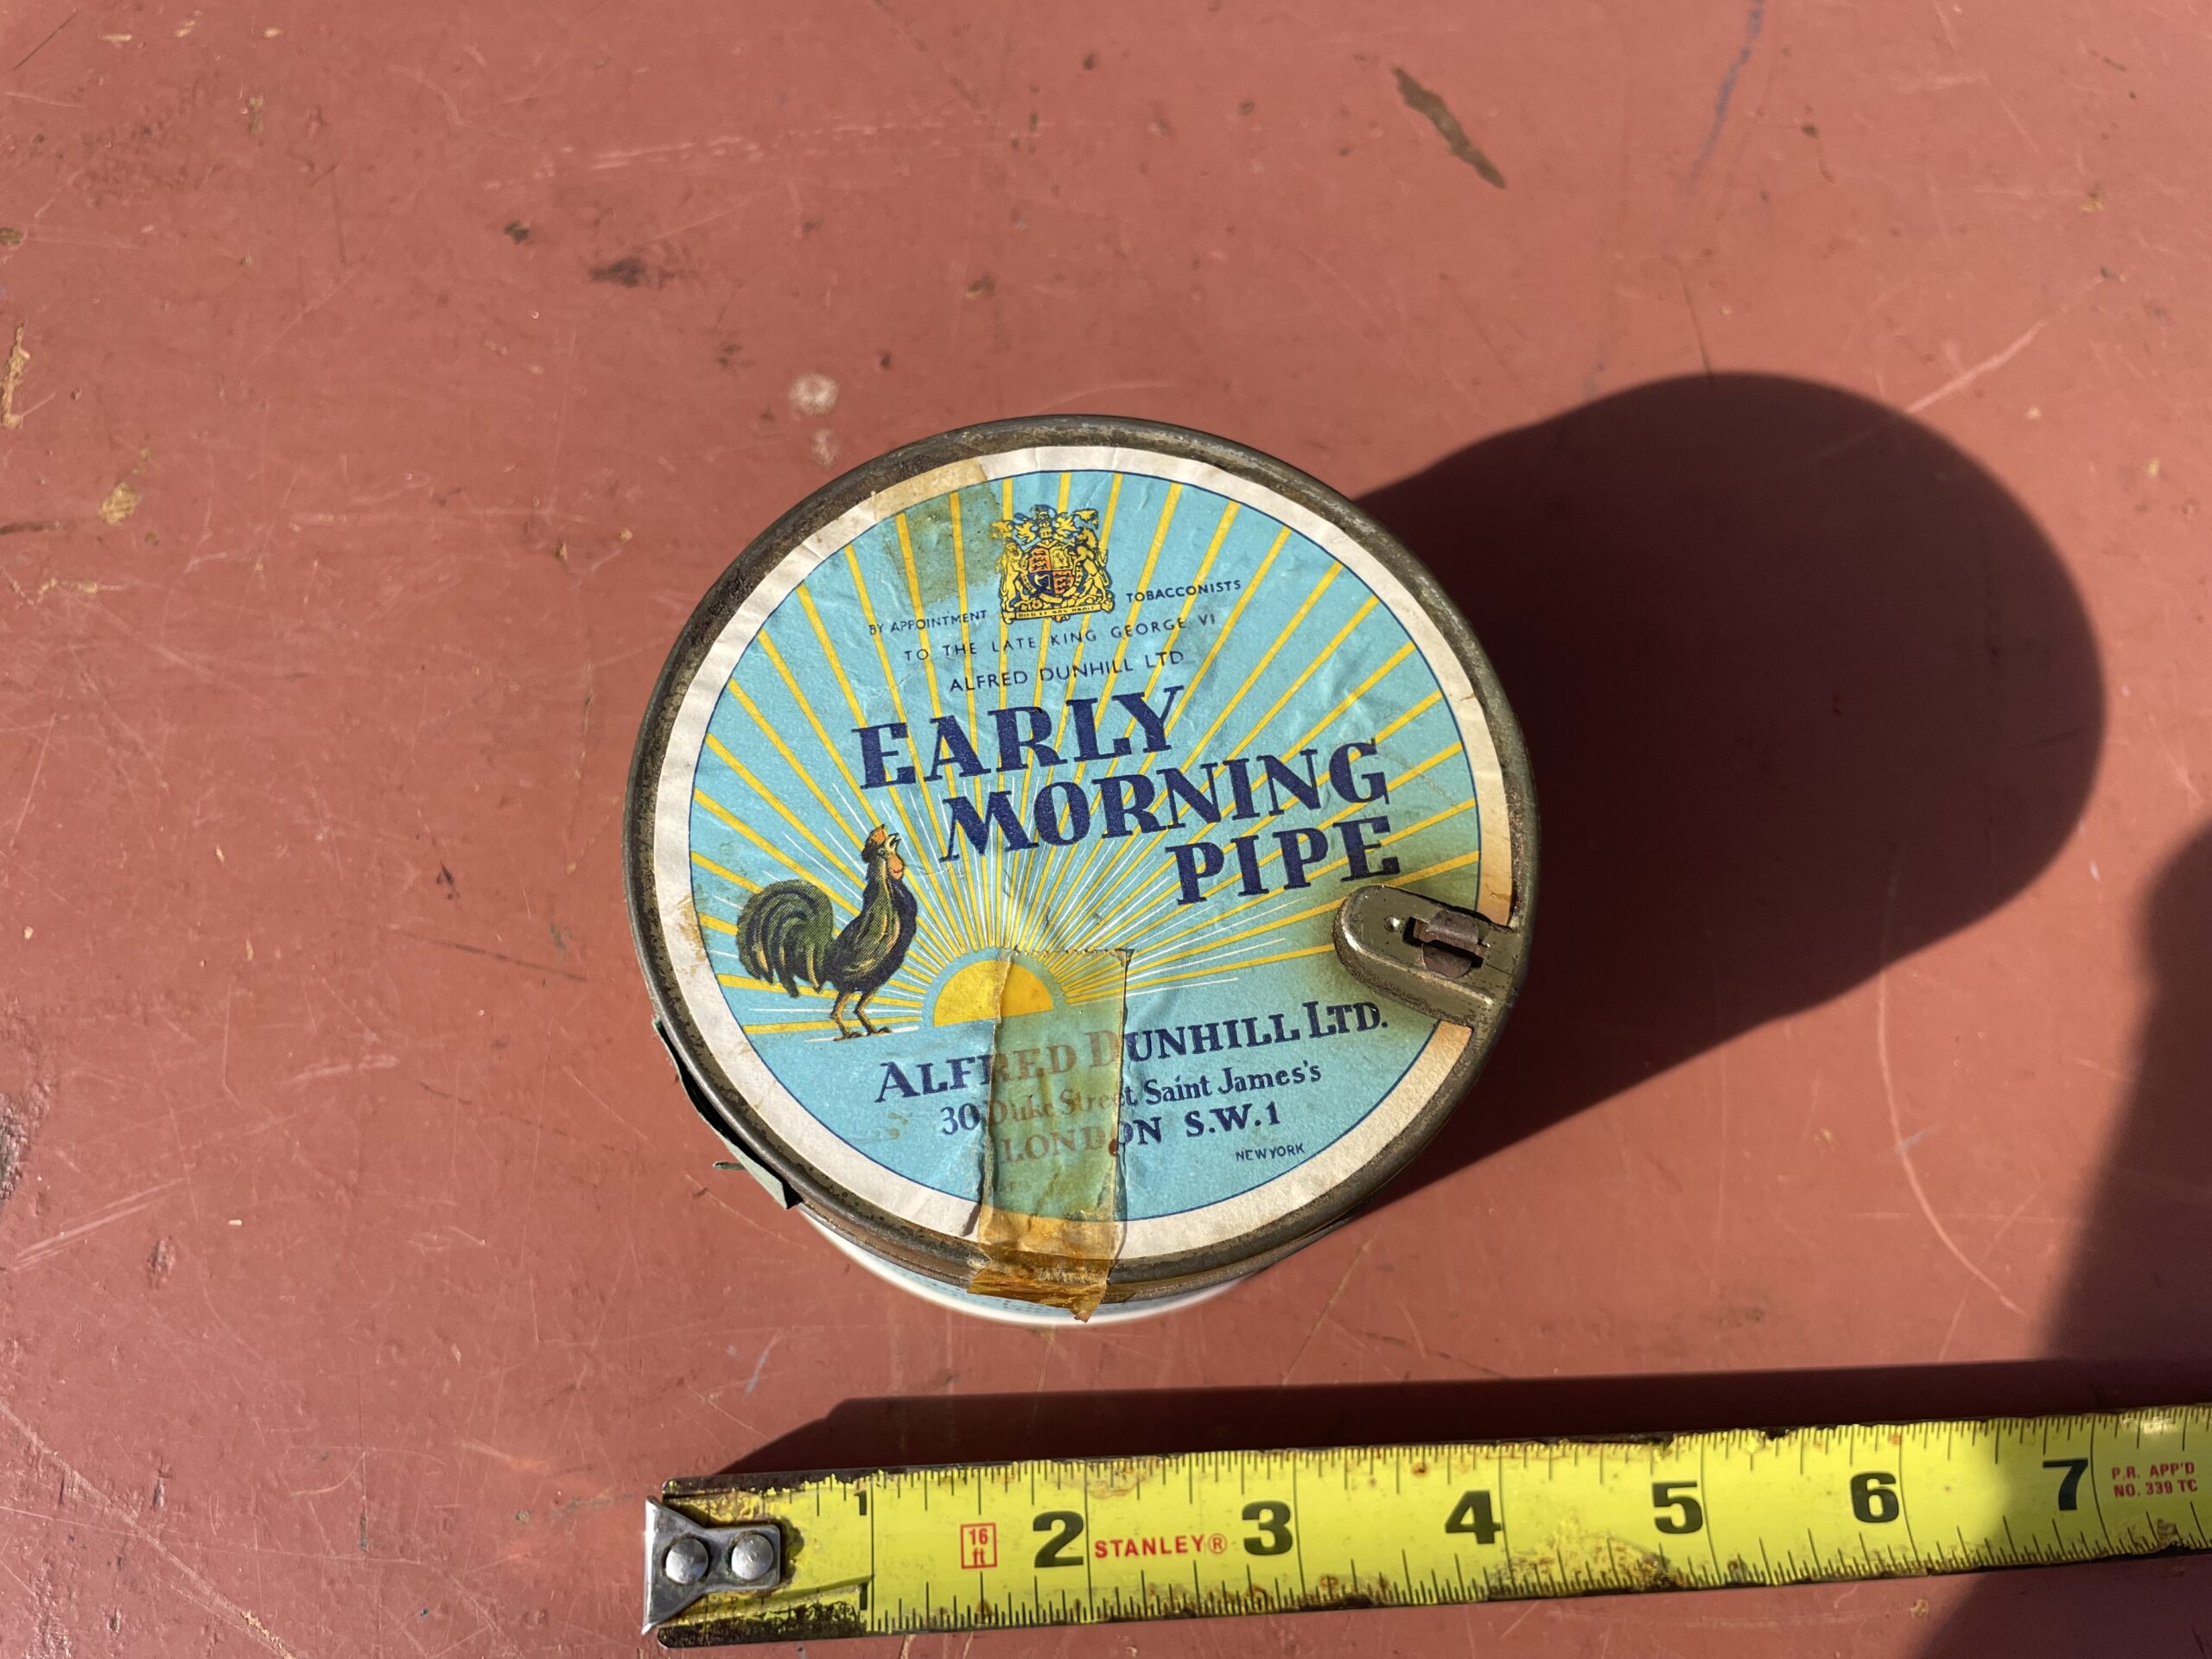 BY APPOINTMENT TOBACCONISTS
TO THE LATE KING GEORGE VI
ALFRED DUNHILL LTD
EARLY
MORNING
PIPE
ALFRED DUNHILL LTD.
30 Duke Street Saint James's
LONDON S.W.1
NEW YORK
1 16 ft 2 STANLEY® 3 4 5 6 7 P.R. APP'D
NO. 339 TC